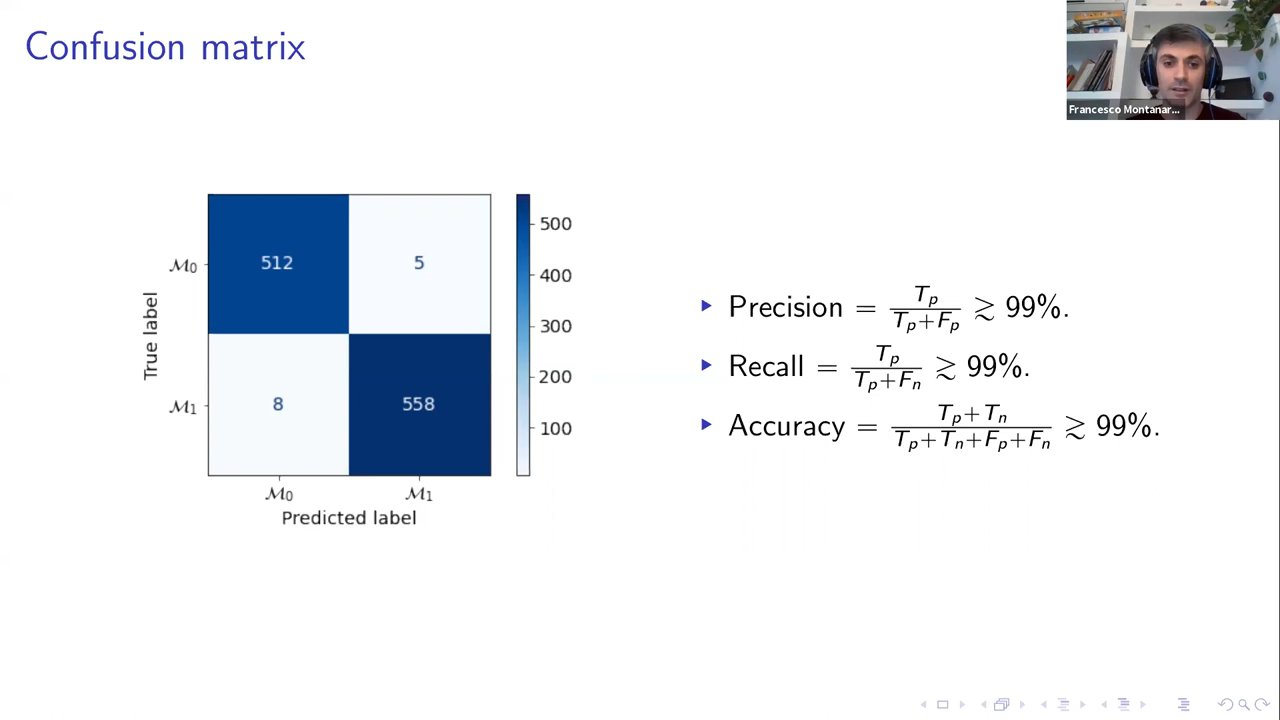 Confusion matrix
Francesco Montanar...
True label
M₀
M₁
512
5
8
558
M₀
M₁
Predicted label
500
400
300
200
100
Precision = Tₚ / (Tₚ+Fₚ) ≳ 99%.
Recall = Tₚ / (Tₚ+Fₙ) ≳ 99%.
Accuracy = (Tₚ+Tₙ) / (Tₚ+Tₙ+Fₚ+Fₙ) ≳ 99%.